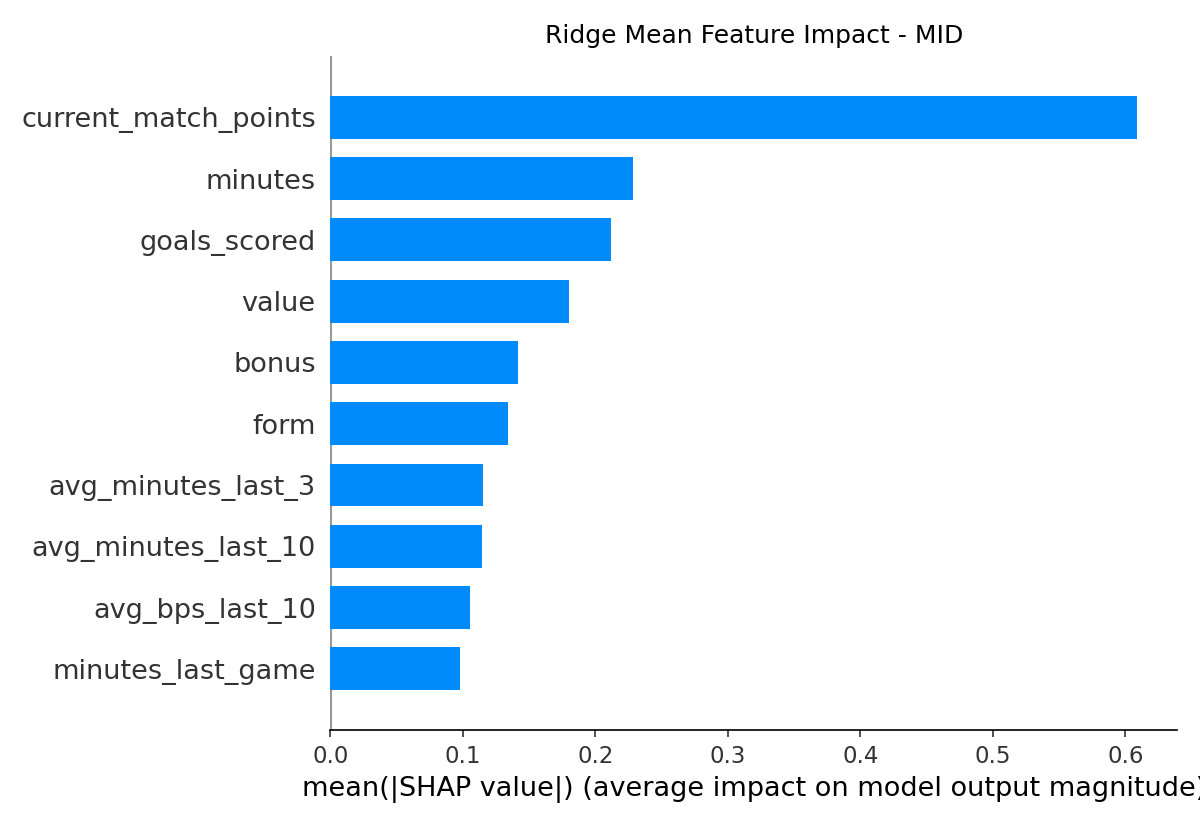 Ridge Mean Feature Impact - MID
current_match_points
minutes
goals_scored
value
bonus
form
avg_minutes_last_3
avg_minutes_last_10
avg_bps_last_10
minutes_last_game
0.0 0.1 0.2 0.3 0.4 0.5 0.6
mean(|SHAP value|) (average impact on model output magnitude)